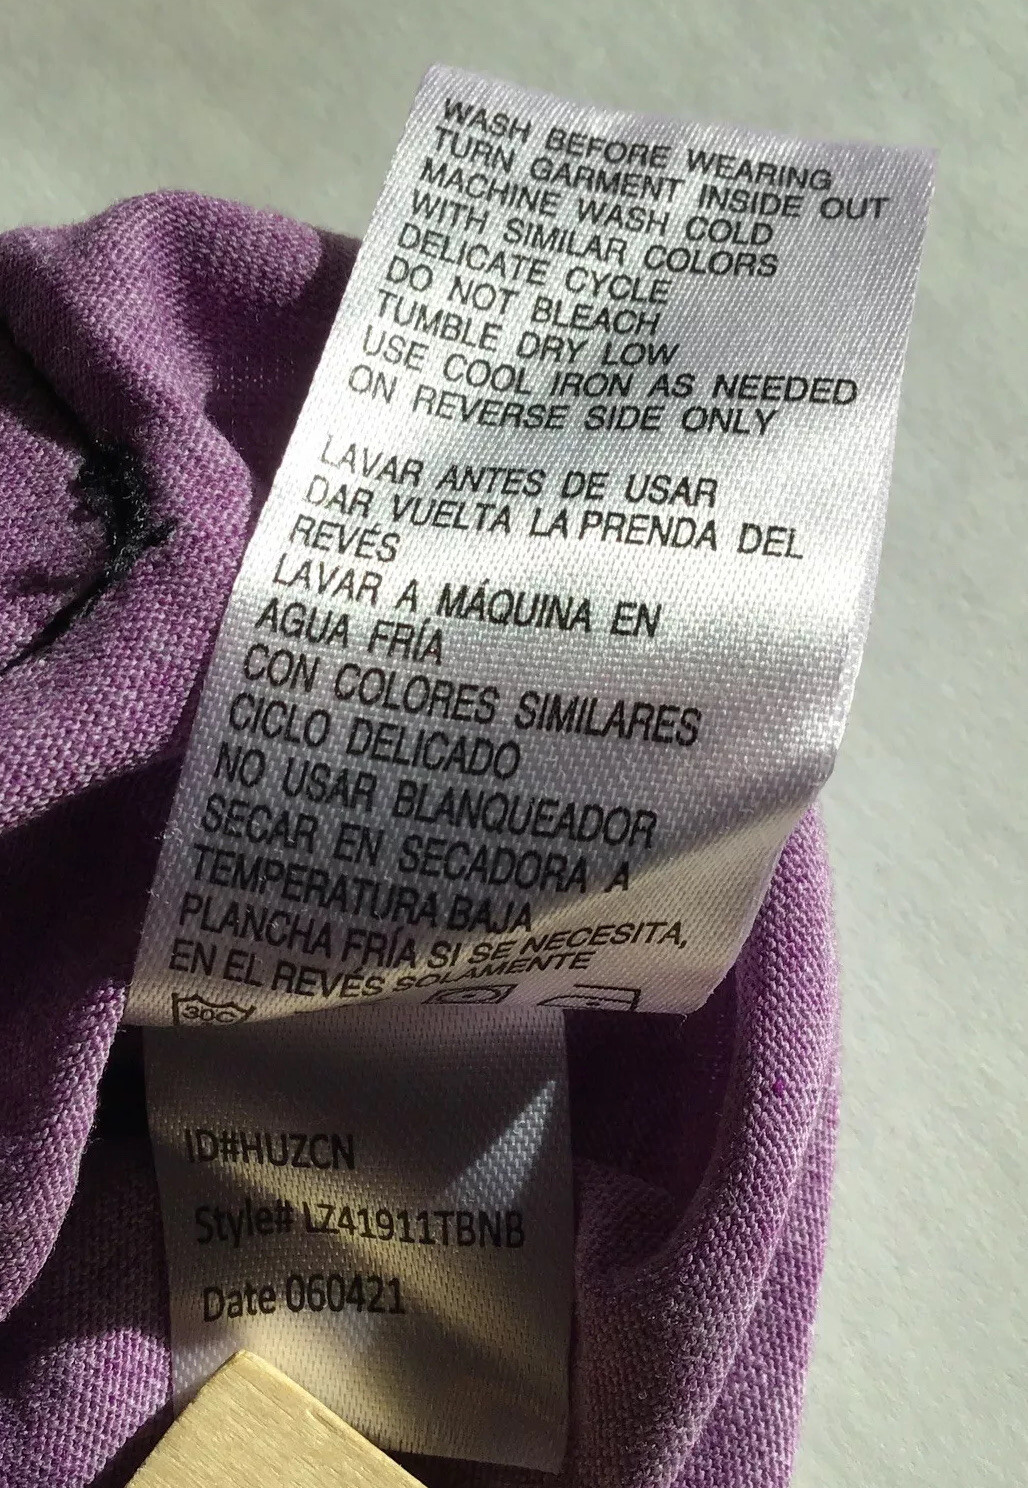 WASH BEFORE WEARING
TURN GARMENT INSIDE OUT
MACHINE WASH COLD
WITH SIMILAR COLORS
DELICATE CYCLE
DO NOT BLEACH
TUMBLE DRY LOW
USE COOL IRON AS NEEDED
ON REVERSE SIDE ONLY
LAVAR ANTES DE USAR
DAR VUELTA LA PRENDA DEL
REVÉS
LAVAR A MÁQUINA EN
AGUA FRÍA
CON COLORES SIMILARES
CICLO DELICADO
NO USAR BLANQUEADOR
SECAR EN SECADORA A
TEMPERATURA BAJA
PLANCHA FRÍA SI SE NECESITA,
EN EL REVÉS SOLAMENTE
30C
ID#HUZCN
Style# LZ41911TBNB
Date 060421